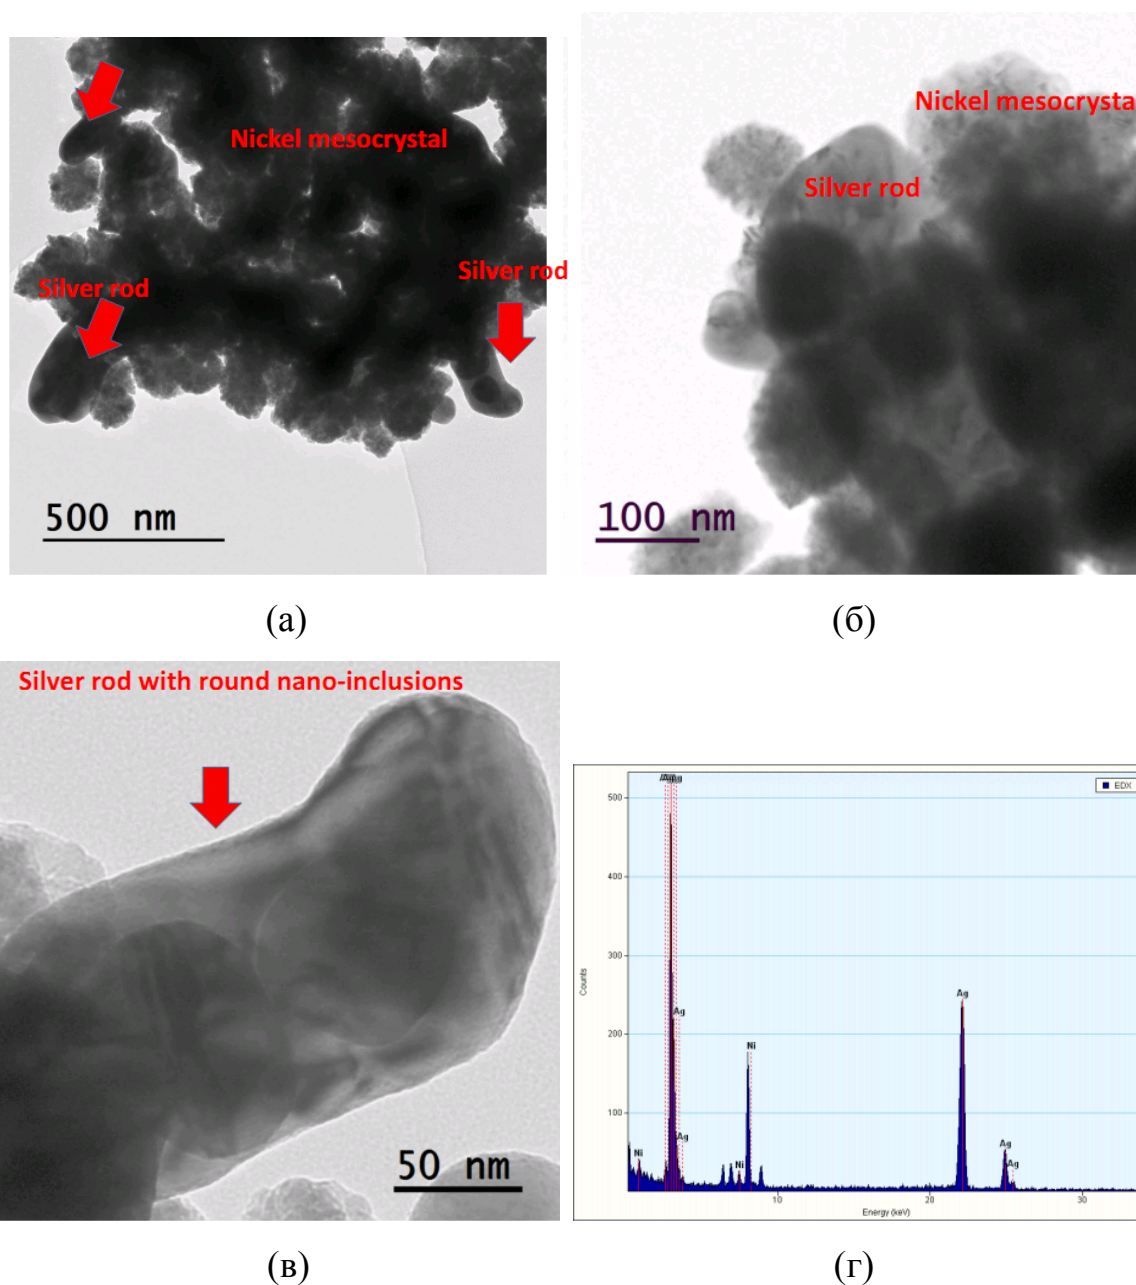 Nickel mesocrystal
Silver rod
Silver rod
500 nm
(а)
Nickel mesocrysta
Silver rod
100 nm
(б)
Silver rod with round nano-inclusions
50 nm
(в)
EDX
500
400
300
200
100
Counts
Ag
Ag
Ag
Ni
Ni
Ni
Ag
Ag
Ag
10
20
30
Energy (keV)
(г)